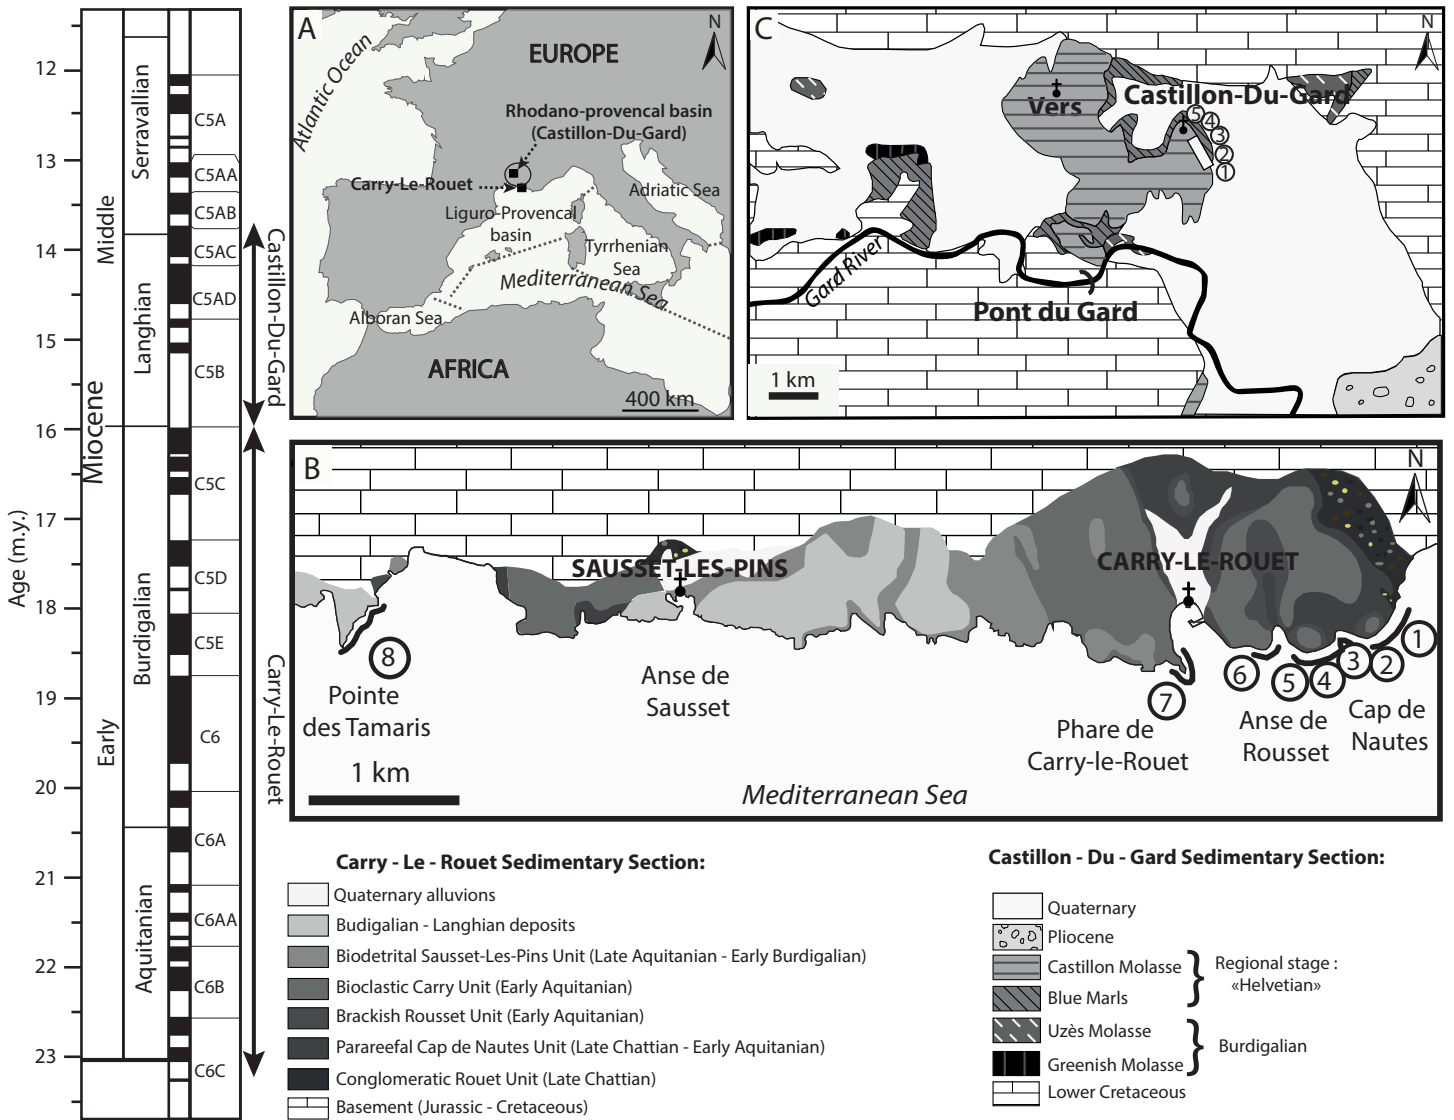 Age (m.y.)
12
13
14
15
16
17
18
19
20
21
22
23
Miocene
Middle
Early
Serravallian
Langhian
Burdigalian
Aquitanian
C5A
C5AA
C5AB
C5AC
C5AD
C5B
C5C
C5D
C5E
C6
C6A
C6AA
C6B
C6C
Castillon-Du-Gard
Carry-Le-Rouet
A
N
Atlantic Ocean
EUROPE
Rhodano-provencal basin
(Castillon-Du-Gard)
Carry-Le-Rouet
Adriatic Sea
Liguro-Provencal
basin
Tyrrhenian
Sea
Mediterranean Sea
Alboran Sea
AFRICA
400 km
C
N
Vers
Castillon-Du-Gard
5
4
3
2
1
Gard River
Pont du Gard
1 km
B
N
SAUSSET-LES-PINS
CARRY-LE-ROUET
8
7
6
5
4
3
2
1
Pointe
des Tamaris
Anse de
Sausset
Phare de
Carry-le-Rouet
Anse de
Rousset
Cap de
Nautes
1 km
Mediterranean Sea
Carry - Le - Rouet Sedimentary Section:
Quaternary alluvions
Budigalian - Langhian deposits
Biodetrital Sausset-Les-Pins Unit (Late Aquitanian - Early Burdigalian)
Bioclastic Carry Unit (Early Aquitanian)
Brackish Rousset Unit (Early Aquitanian)
Parareefal Cap de Nautes Unit (Late Chattian - Early Aquitanian)
Conglomeratic Rouet Unit (Late Chattian)
Basement (Jurassic - Cretaceous)
Castillon - Du - Gard Sedimentary Section:
Quaternary
Pliocene
Castillon Molasse
Blue Marls
Regional stage :
«Helvetian»
Uzès Molasse
Greenish Molasse
Burdigalian
Lower Cretaceous